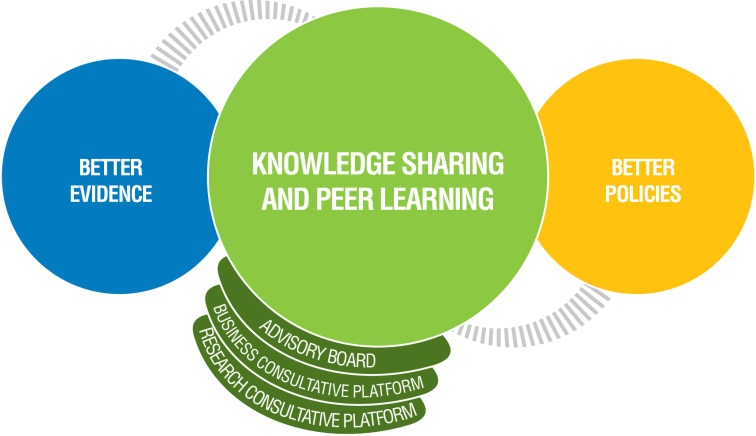 BETTER
EVIDENCE
KNOWLEDGE SHARING
AND PEER LEARNING
BETTER
POLICIES
ADVISORY BOARD
BUSINESS CONSULTATIVE PLATFORM
RESEARCH CONSULTATIVE PLATFORM